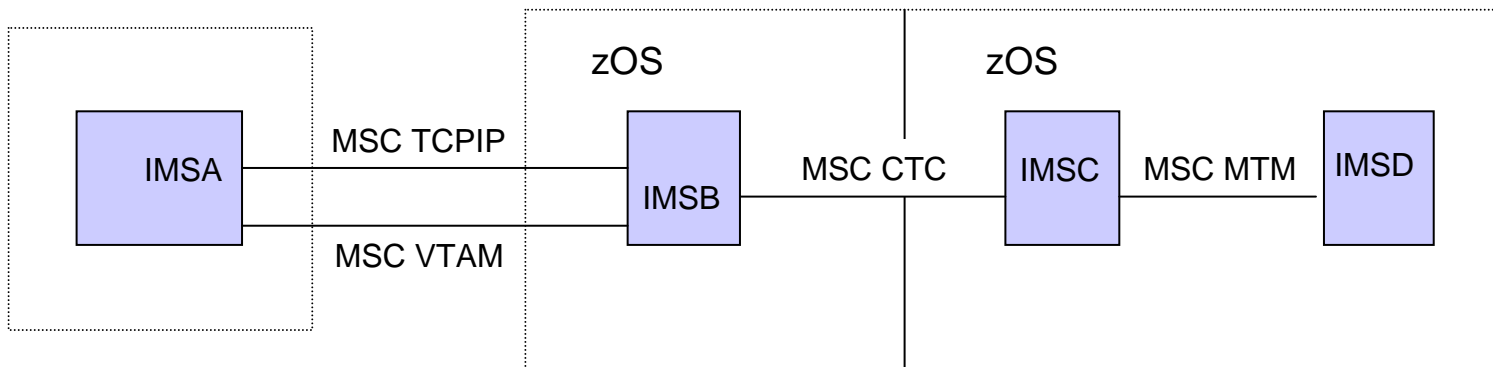 zOS
zOS
MSC TCPIP
IMSA
MSC CTC
IMSC
MSC MTM
IMSD
IMSB
MSC VTAM